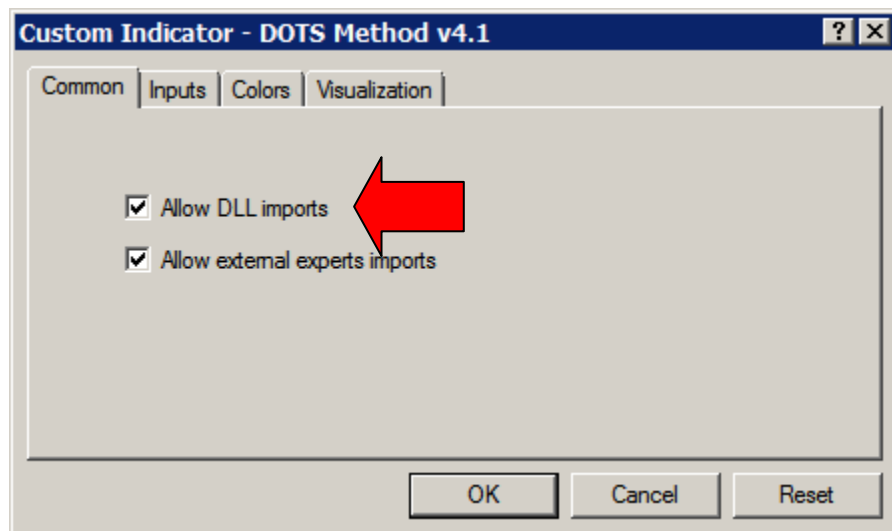 Custom Indicator - DOTS Method v4.1
Common Inputs Colors Visualization
Allow DLL imports
Allow external experts imports
OK Cancel Reset